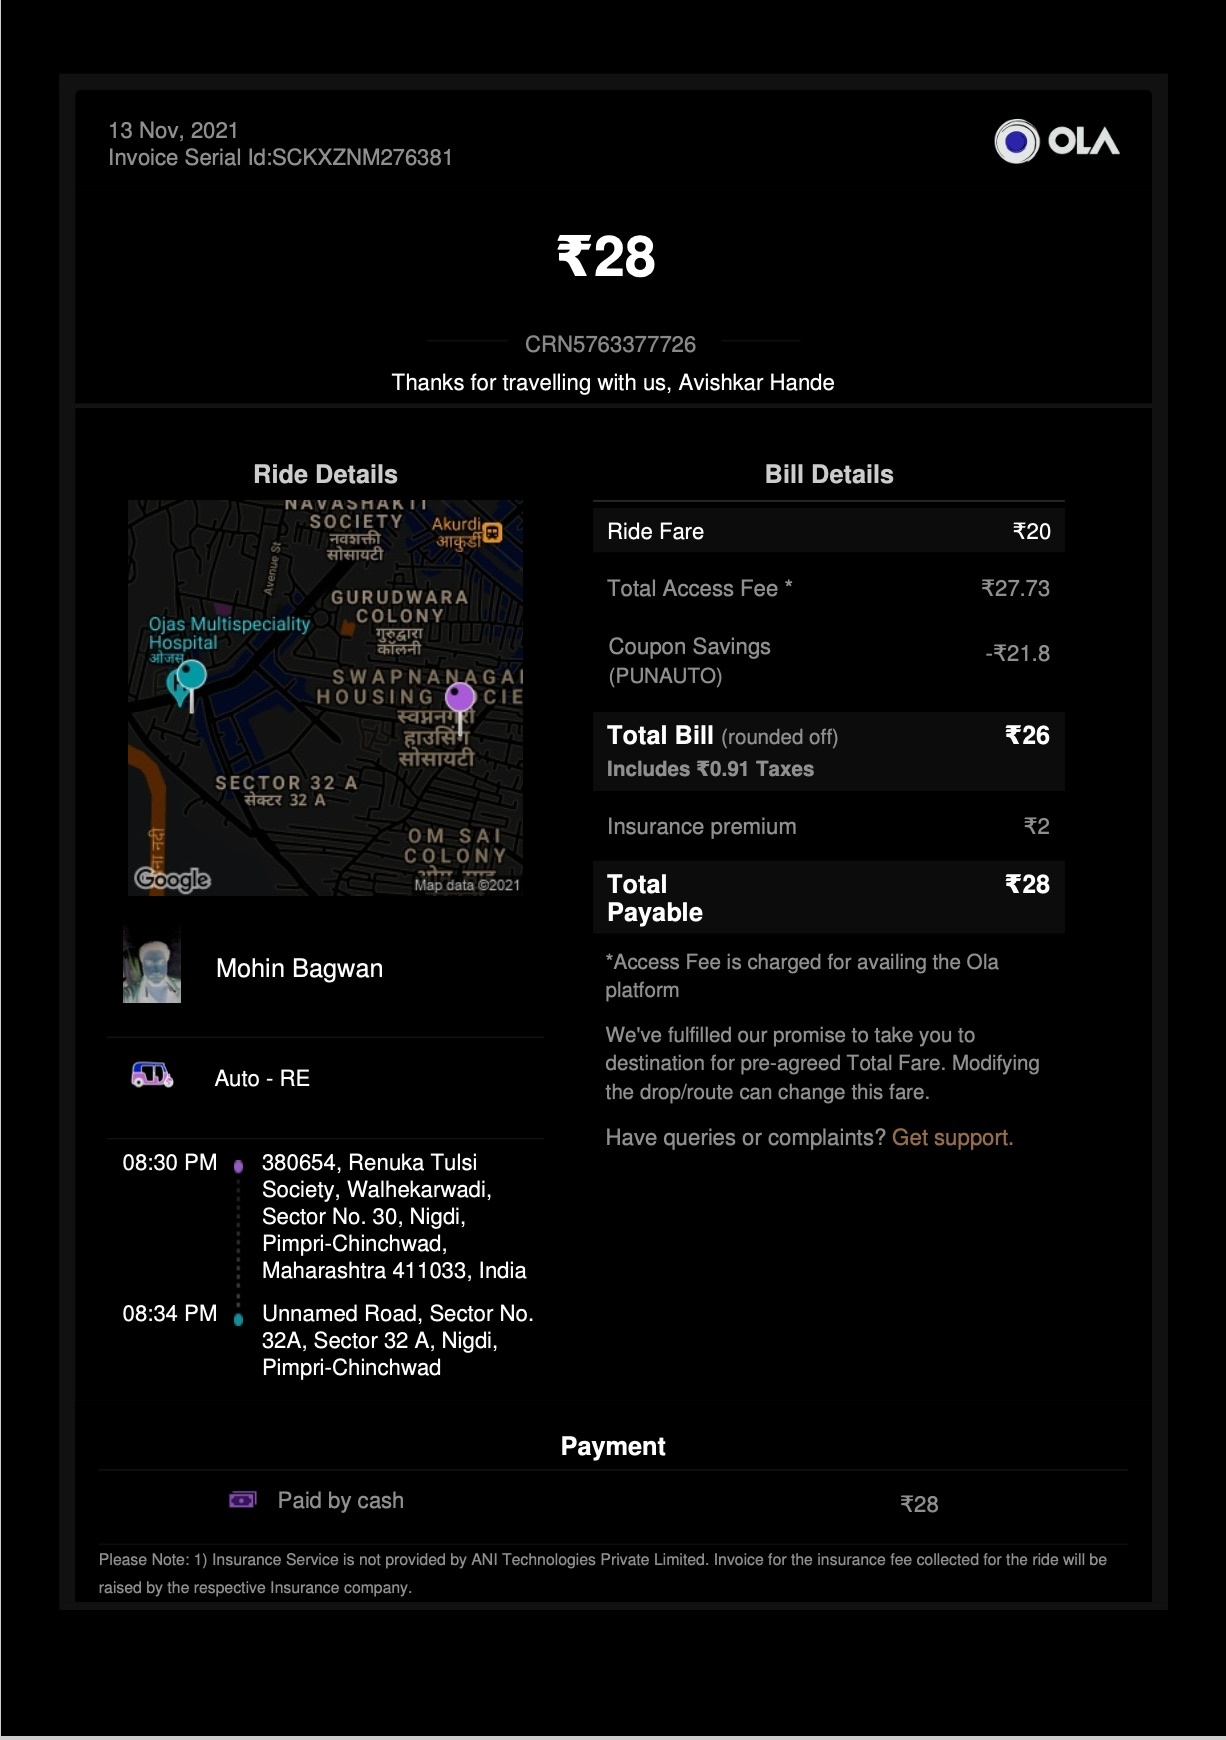 13 Nov, 2021
Invoice Serial Id:SCKXZNM276381
OLA
₹28
CRN5763377726
Thanks for travelling with us, Avishkar Hande
Ride Details
NAVASHAKTI
SOCIETY
नवशक्ती
सोसायटी
Akurdi
आकुर्डी
Avenue St
GURUDWARA
COLONY
गुरुद्वारा
कॉलनी
Ojas Multispeciality
Hospital
ओजस
SWAPNANAGAI
HOUSING CIE
स्वप्ननगरी
हाउसिंग
सोसायटी
SECTOR 32 A
सेक्टर 32 A
OM SAI
COLONY
नदी
Google
Map data ©2021
Mohin Bagwan
Auto - RE
08:30 PM
380654, Renuka Tulsi
Society, Walhekarwadi,
Sector No. 30, Nigdi,
Pimpri-Chinchwad,
Maharashtra 411033, India
08:34 PM
Unnamed Road, Sector No.
32A, Sector 32 A, Nigdi,
Pimpri-Chinchwad
Bill Details
Ride Fare ₹20
Total Access Fee * ₹27.73
Coupon Savings
(PUNAUTO) -₹21.8
Total Bill (rounded off) ₹26
Includes ₹0.91 Taxes
Insurance premium ₹2
Total
Payable ₹28
*Access Fee is charged for availing the Ola
platform
We've fulfilled our promise to take you to
destination for pre-agreed Total Fare. Modifying
the drop/route can change this fare.
Have queries or complaints? Get support.
Payment
Paid by cash ₹28
Please Note: 1) Insurance Service is not provided by ANI Technologies Private Limited. Invoice for the insurance fee collected for the ride will be
raised by the respective Insurance company.